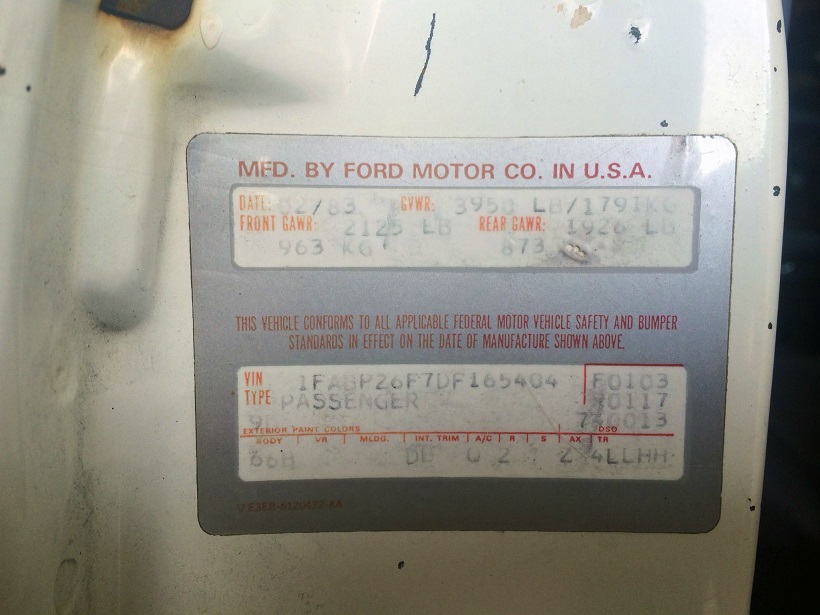 MFD. BY FORD MOTOR CO. IN U.S.A.
DATE: 02/83 GVWR: 3950 LB/1791KG
FRONT GAWR: 2125 LB REAR GAWR: 1926 LB
963 KG 873
THIS VEHICLE CONFORMS TO ALL APPLICABLE FEDERAL MOTOR VEHICLE SAFETY AND BUMPER
STANDARDS IN EFFECT ON THE DATE OF MANUFACTURE SHOWN ABOVE.
VIN 1FABP26F7DF165404 F0103
TYPE PASSENGER R0117
EXTERIOR PAINT COLORS DSO
BODY VR MLDG. INT. TRIM A/C R S AX TR
66H 2 Z 4LLHH